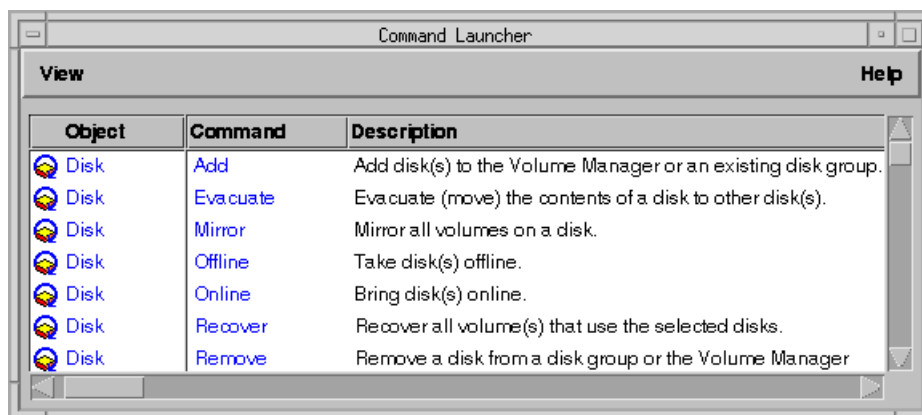 Command Launcher
View Help
Object Command Description
Disk Add Add disk(s) to the Volume Manager or an existing disk group.
Disk Evacuate Evacuate (move) the contents of a disk to other disk(s).
Disk Mirror Mirror all volumes on a disk.
Disk Offline Take disk(s) offline.
Disk Online Bring disk(s) online.
Disk Recover Recover all volume(s) that use the selected disks.
Disk Remove Remove a disk from a disk group or the Volume Manager